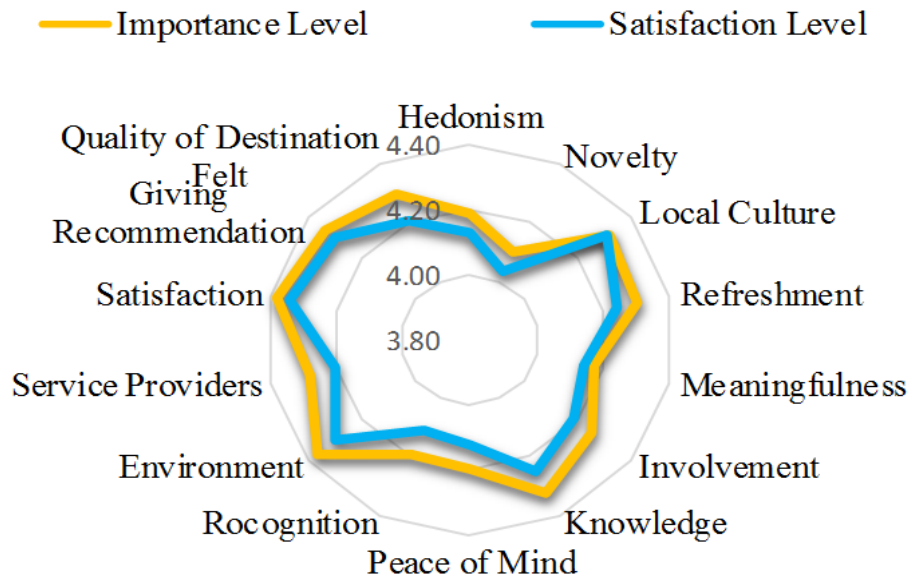 Importance Level
Satisfaction Level
Hedonism
Quality of Destination
Felt
4.40
Novelty
Giving
Recommendation
4.20
Local Culture
Satisfaction
4.00
Refreshment
3.80
Service Providers
Meaningfulness
Environment
Involvement
Rocognition
Knowledge
Peace of Mind